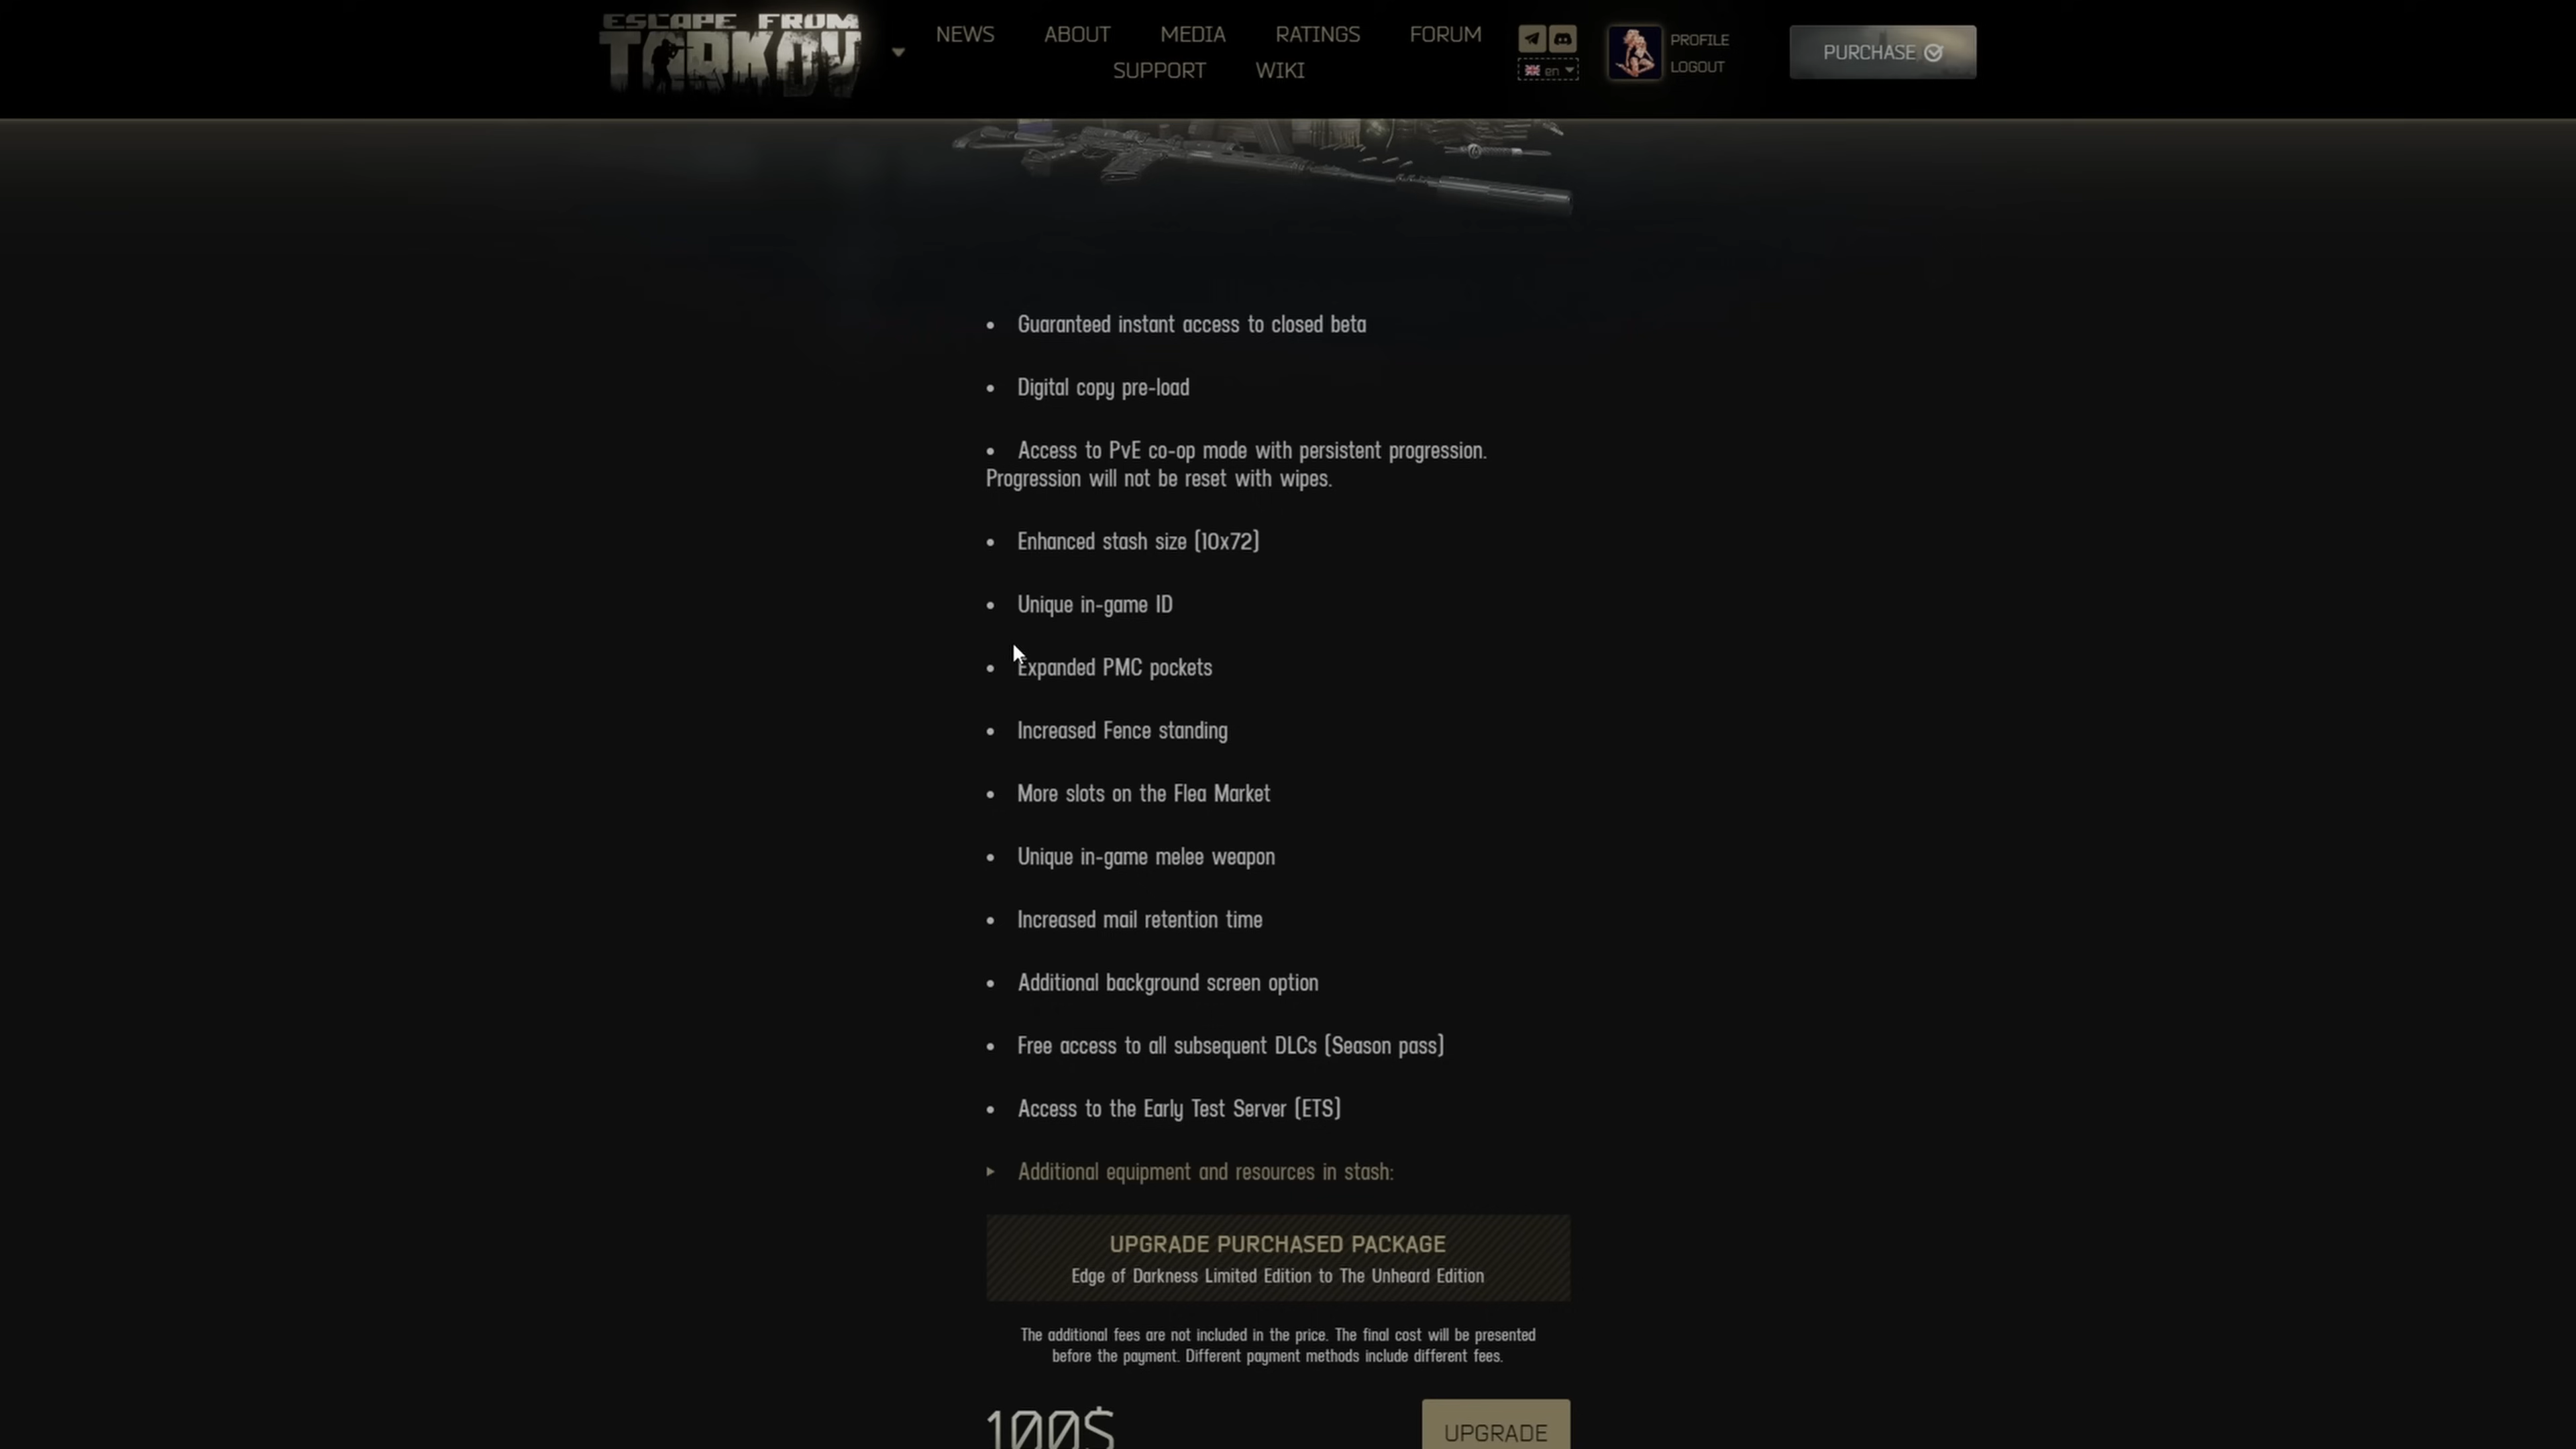 ESCAPE FROM
TARKOV
NEWS
ABOUT
MEDIA
RATINGS
FORUM
SUPPORT
WIKI
en
PROFILE
LOGOUT
PURCHASE
• Guaranteed instant access to closed beta
• Digital copy pre-load
• Access to PvE co-op mode with persistent progression.
Progression will not be reset with wipes.
• Enhanced stash size (10x72)
• Unique in-game ID
• Expanded PMC pockets
• Increased Fence standing
• More slots on the Flea Market
• Unique in-game melee weapon
• Increased mail retention time
• Additional background screen option
• Free access to all subsequent DLCs (Season pass)
• Access to the Early Test Server (ETS)
Additional equipment and resources in stash:
UPGRADE PURCHASED PACKAGE
Edge of Darkness Limited Edition to The Unheard Edition
The additional fees are not included in the price. The final cost will be presented
before the payment. Different payment methods include different fees.
100$
UPGRADE